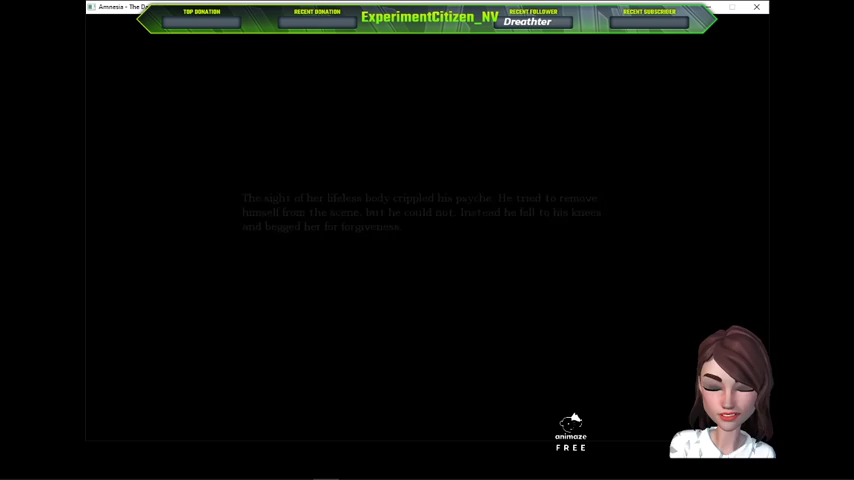 Amnesia - The Da
TOP DONATION
RECENT DONATION
ExperimentCitizen_NV
RECENT FOLLOWER
Dreathter
RECENT SUBSCRIBER
The sight of her lifeless body crippled his psyche. He tried to remove
himself from the scene, but he could not. Instead he fell to his knees
and begged her for forgiveness.
animaze
FREE